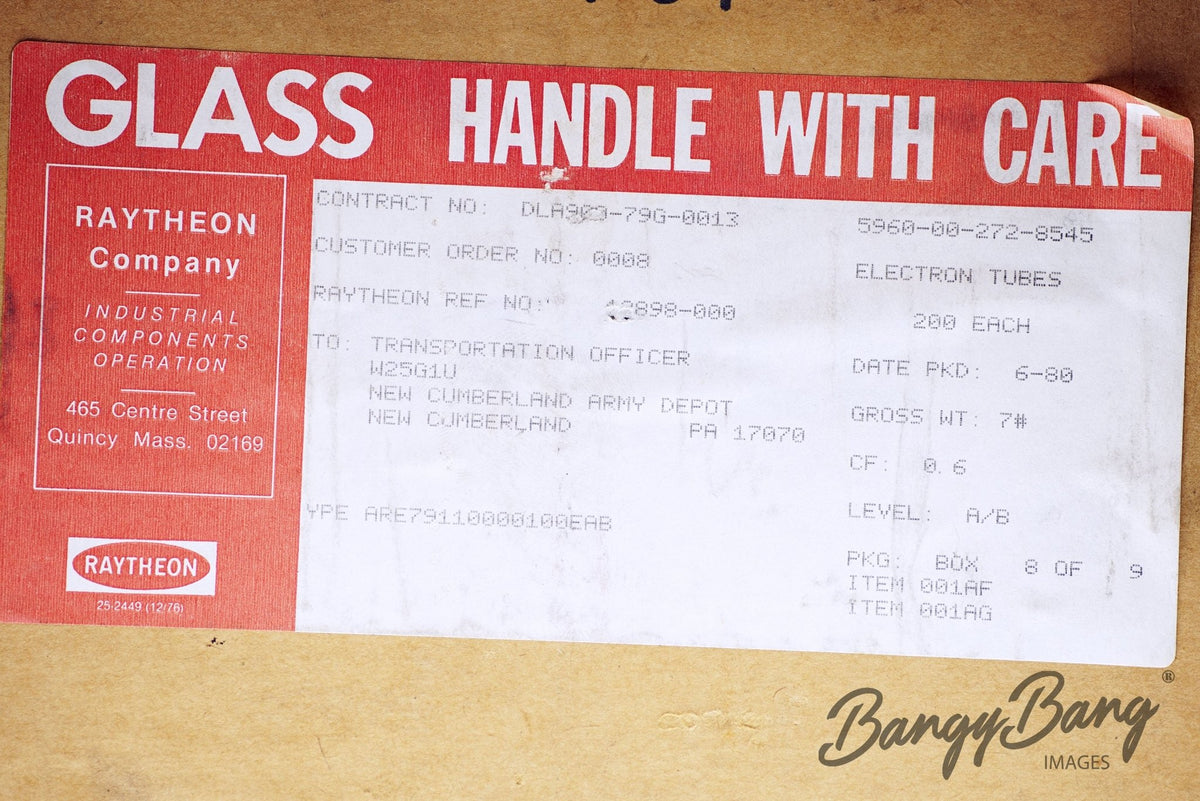 GLASS HANDLE WITH CARE
RAYTHEON
Company
INDUSTRIAL
COMPONENTS
OPERATION
465 Centre Street
Quincy Mass. 02169
RAYTHEON
25-2449 (12/76)
CONTRACT NO: DLA903-79G-0013
CUSTOMER ORDER NO: 0008
RAYTHEON REF NO:
TO: TRANSPORTATION OFFICER
W25G1U
NEW CUMBERLAND ARMY DEPOT
NEW CUMBERLAND PA 17070
YPE ARE79110000100EAB
5960-00-272-8545
ELECTRON TUBES
200 EACH
DATE PKD: 6-80
GROSS WT: 7#
CF: 0.6
LEVEL: A/B
PKG: BOX 8 OF 9
ITEM 001AF
ITEM 001AG
BangyBang®
IMAGES